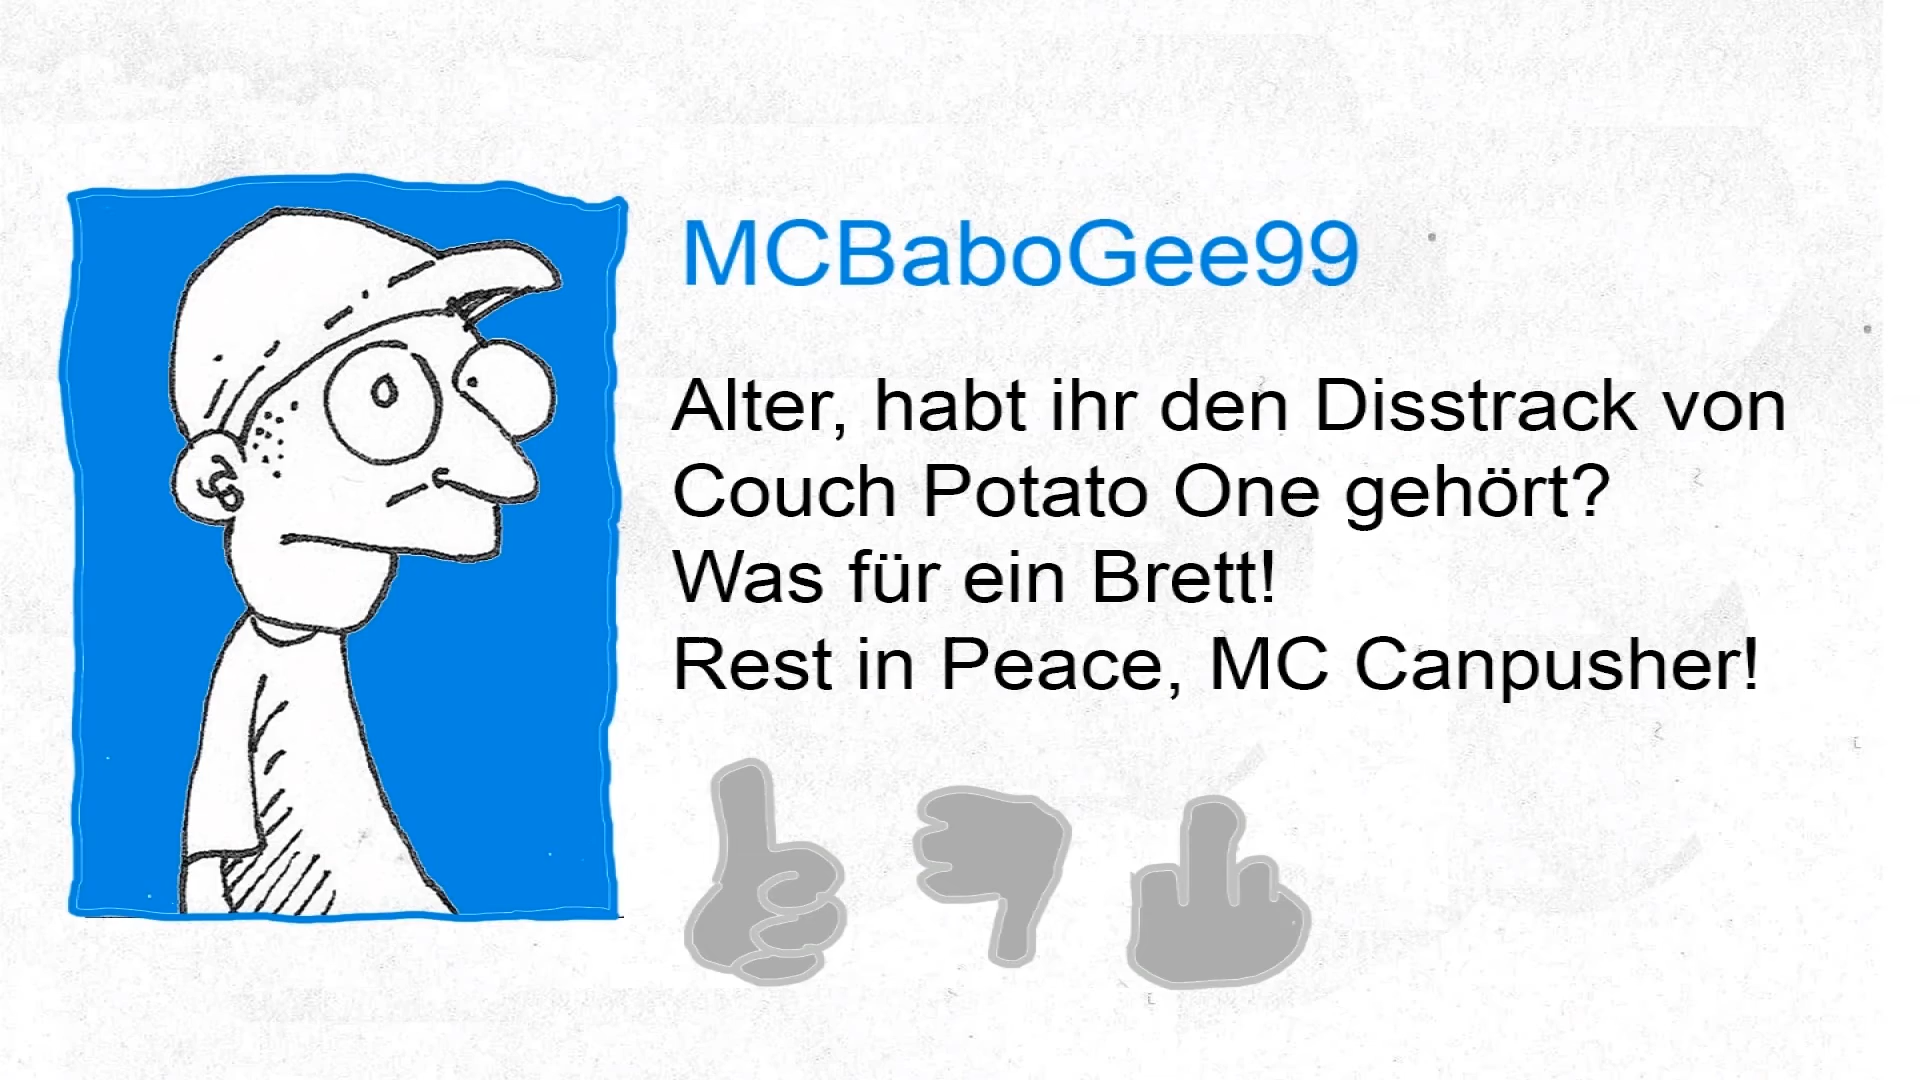 MCBaboGee99
Alter, habt ihr den Disstrack von
Couch Potato One gehört?
Was für ein Brett!
Rest in Peace, MC Canpusher!